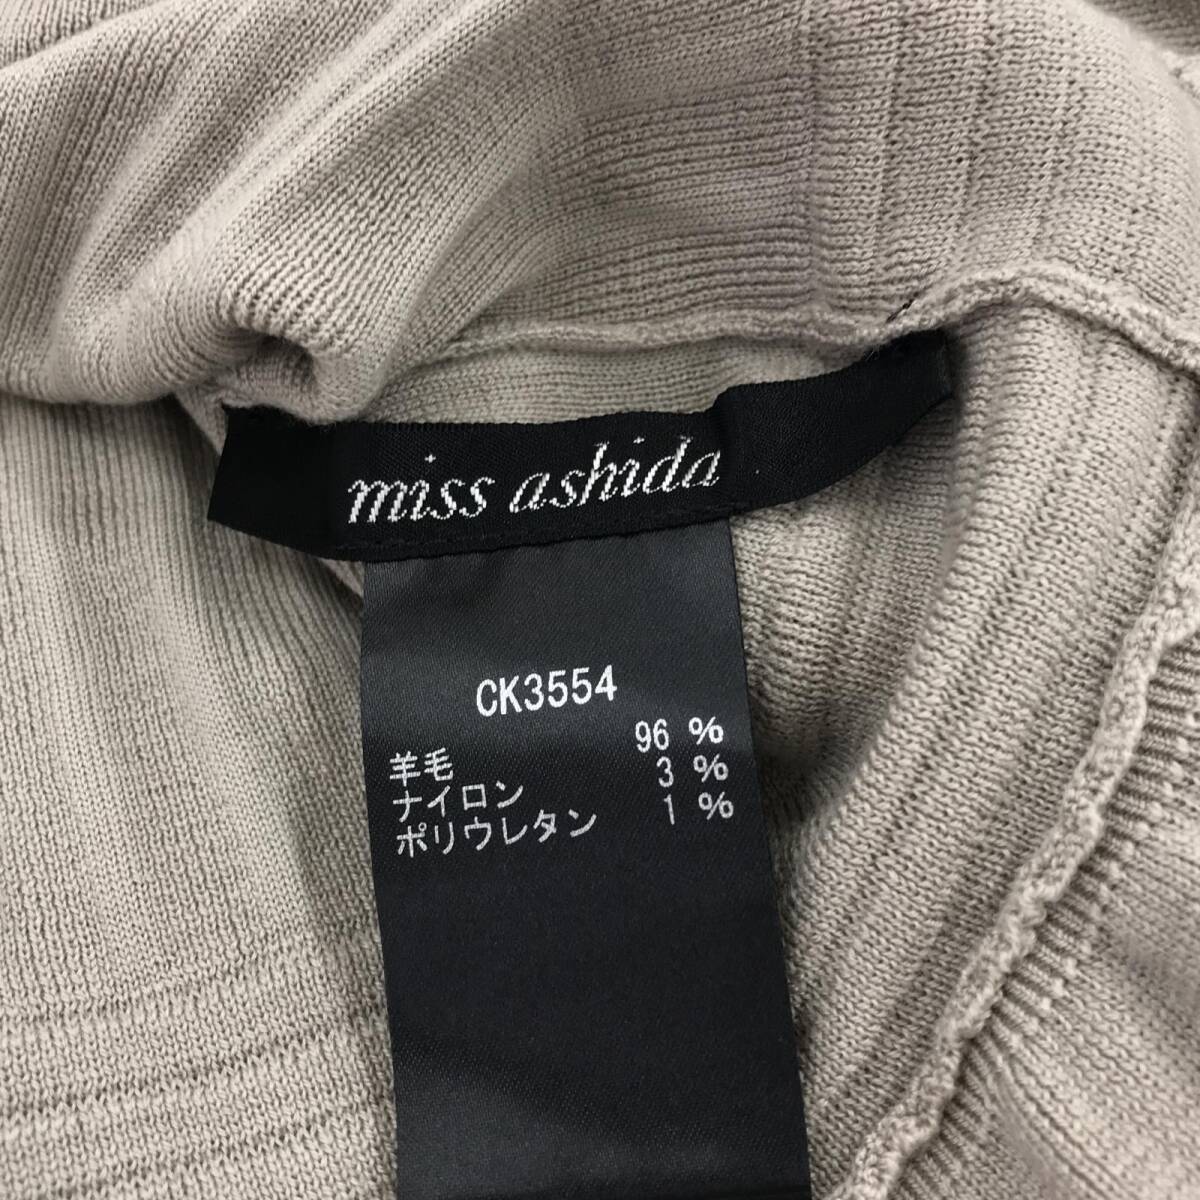 miss ashida
CK3554
羊毛 96 %
ナイロン 3 %
ポリウレタン 1 %